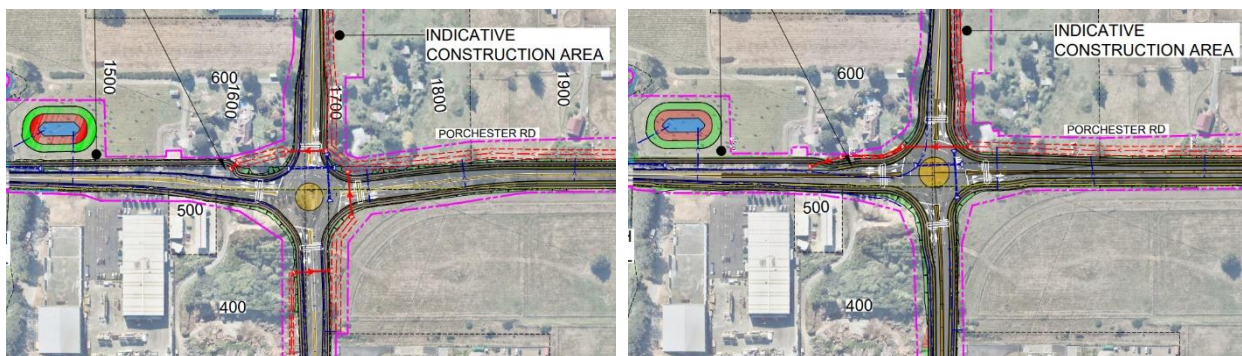 INDICATIVE
CONSTRUCTION AREA
1500
600
1600
1700
1800
1900
PORCHESTER RD
500
400
INDICATIVE
CONSTRUCTION AREA
600
PORCHESTER RD
500
400